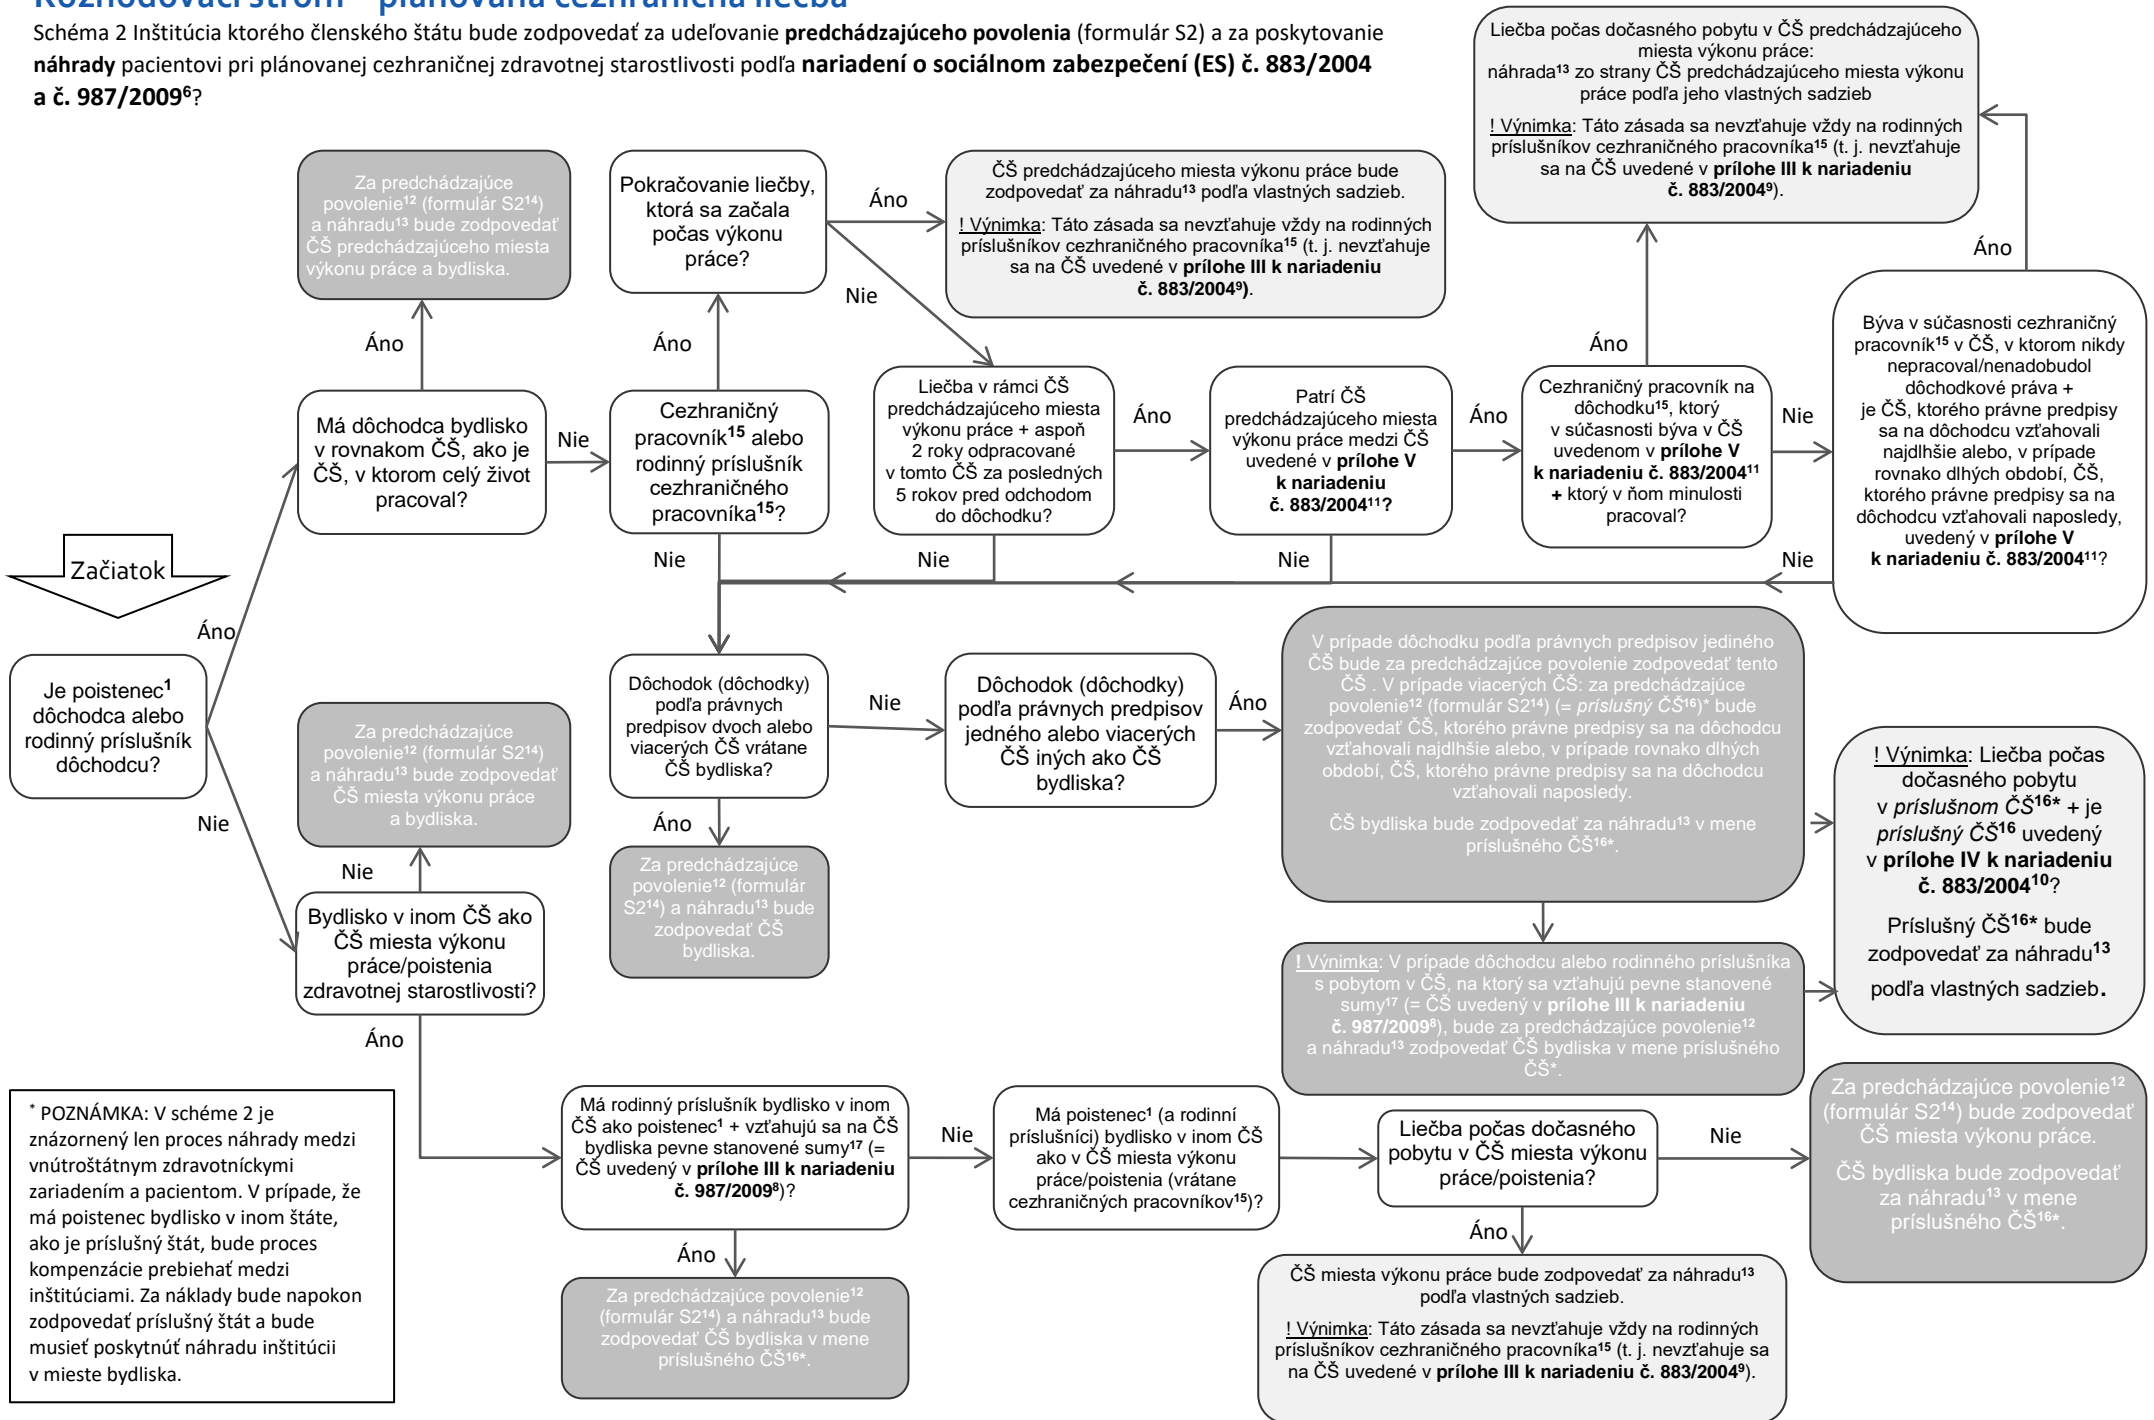 Rozhodovací strom – plánovaná cezhraničná liečba
Schéma 2 Inštitúcia ktorého členského štátu bude zodpovedať za udeľovanie predchádzajúceho povolenia (formulár S2) a za poskytovanie
náhrady pacientovi pri plánovanej cezhraničnej zdravotnej starostlivosti podľa nariadení o sociálnom zabezpečení (ES) č. 883/2004
a č. 987/2009⁶?
Liečba počas dočasného pobytu v ČŠ predchádzajúceho
miesta výkonu práce:
náhrada¹³ zo strany ČŠ predchádzajúceho miesta výkonu
práce podľa jeho vlastných sadzieb
! Výnimka: Táto zásada sa nevzťahuje vždy na rodinných
príslušníkov cezhraničného pracovníka¹⁵ (t. j. nevzťahuje
sa na ČŠ uvedené v prílohe III k nariadeniu
č. 883/2004⁹).
Za predchádzajúce
povolenie¹² (formulár S2¹⁴)
a náhradu¹³ bude zodpovedať
ČŠ predchádzajúceho miesta
výkonu práce a bydliska.
Pokračovanie liečby,
ktorá sa začala
počas výkonu
práce?
Áno
ČŠ predchádzajúceho miesta výkonu práce bude
zodpovedať za náhradu¹³ podľa vlastných sadzieb.
! Výnimka: Táto zásada sa nevzťahuje vždy na rodinných
príslušníkov cezhraničného pracovníka¹⁵ (t. j. nevzťahuje
sa na ČŠ uvedené v prílohe III k nariadeniu
č. 883/2004⁹).
Nie
Áno
Áno
Áno
Áno
Má dôchodca bydlisko
v rovnakom ČŠ, ako je
ČŠ, v ktorom celý život
pracoval?
Nie
Cezhraničný
pracovník¹⁵ alebo
rodinný príslušník
cezhraničného
pracovníka¹⁵?
Liečba v rámci ČŠ
predchádzajúceho miesta
výkonu práce + aspoň
2 roky odpracované
v tomto ČŠ za posledných
5 rokov pred odchodom
do dôchodku?
Áno
Patrí ČŠ
predchádzajúceho miesta
výkonu práce medzi ČŠ
uvedené v prílohe V
k nariadeniu
č. 883/2004¹¹?
Áno
Cezhraničný pracovník na
dôchodku¹⁵, ktorý
v súčasnosti býva v ČŠ
uvedenom v prílohe V
k nariadeniu č. 883/2004¹¹
+ ktorý v ňom minulosti
pracoval?
Nie
Býva v súčasnosti cezhraničný
pracovník¹⁵ v ČŠ, v ktorom nikdy
nepracoval/nenadobudol
dôchodkové práva +
je ČŠ, ktorého právne predpisy
sa na dôchodcu vzťahovali
najdlhšie alebo, v prípade
rovnako dlhých období, ČŠ,
ktorého právne predpisy sa na
dôchodcu vzťahovali naposledy,
uvedený v prílohe V
k nariadeniu č. 883/2004¹¹?
Nie
Nie
Nie
Nie
Začiatok
Áno
Je poistenec¹
dôchodca alebo
rodinný príslušník
dôchodcu?
Nie
Za predchádzajúce
povolenie¹² (formulár S2¹⁴)
a náhradu¹³ bude zodpovedať
ČŠ miesta výkonu práce
a bydliska.
Nie
Bydlisko v inom ČŠ ako
ČŠ miesta výkonu
práce/poistenia
zdravotnej starostlivosti?
Áno
Dôchodok (dôchodky)
podľa právnych
predpisov dvoch alebo
viacerých ČŠ vrátane
ČŠ bydliska?
Áno
Za predchádzajúce
povolenie¹² (formulár
S2¹⁴) a náhradu¹³ bude
zodpovedať ČŠ
bydliska.
Nie
Dôchodok (dôchodky)
podľa právnych predpisov
jedného alebo viacerých
ČŠ iných ako ČŠ
bydliska?
Áno
V prípade dôchodku podľa právnych predpisov jediného
ČŠ bude za predchádzajúce povolenie zodpovedať tento
ČŠ . V prípade viacerých ČŠ: za predchádzajúce
povolenie¹² (formulár S2¹⁴) (= príslušný ČŠ¹⁶)* bude
zodpovedať ČŠ, ktorého právne predpisy sa na dôchodcu
vzťahovali najdlhšie alebo, v prípade rovnako dlhých
období, ČŠ, ktorého právne predpisy sa na dôchodcu
vzťahovali naposledy.
ČŠ bydliska bude zodpovedať za náhradu¹³ v mene
príslušného ČŠ¹⁶*.
! Výnimka: V prípade dôchodcu alebo rodinného príslušníka
s pobytom v ČŠ, na ktorý sa vzťahujú pevne stanovené
sumy¹⁷ (= ČŠ uvedený v prílohe III k nariadeniu
č. 987/2009⁸), bude za predchádzajúce povolenie¹²
a náhradu¹³ zodpovedať ČŠ bydliska v mene príslušného
ČŠ*.
! Výnimka: Liečba počas
dočasného pobytu
v príslušnom ČŠ¹⁶* + je
príslušný ČŠ¹⁶ uvedený
v prílohe IV k nariadeniu
č. 883/2004¹⁰?
Príslušný ČŠ¹⁶* bude
zodpovedať za náhradu¹³
podľa vlastných sadzieb.
* POZNÁMKA: V schéme 2 je
znázornený len proces náhrady medzi
vnútroštátnym zdravotníckymi
zariadením a pacientom. V prípade, že
má poistenec bydlisko v inom štáte,
ako je príslušný štát, bude proces
kompenzácie prebiehať medzi
inštitúciami. Za náklady bude napokon
zodpovedať príslušný štát a bude
musieť poskytnúť náhradu inštitúcii
v mieste bydliska.
Má rodinný príslušník bydlisko v inom
ČŠ ako poistenec¹ + vzťahujú sa na ČŠ
bydliska pevne stanovené sumy¹⁷ (=
ČŠ uvedený v prílohe III k nariadeniu
č. 987/2009⁸)?
Áno
Za predchádzajúce povolenie¹²
(formulár S2¹⁴) a náhradu¹³ bude
zodpovedať ČŠ bydliska v mene
príslušného ČŠ¹⁶*.
Nie
Má poistenec¹ (a rodinní
príslušníci) bydlisko v inom ČŠ
ako v ČŠ miesta výkonu
práce/poistenia (vrátane
cezhraničných pracovníkov¹⁵)?
Liečba počas dočasného
pobytu v ČŠ miesta výkonu
práce/poistenia?
Nie
Za predchádzajúce povolenie¹²
(formulár S2¹⁴) bude zodpovedať
ČŠ miesta výkonu práce.
ČŠ bydliska bude zodpovedať
za náhradu¹³ v mene
príslušného ČŠ¹⁶*.
Áno
ČŠ miesta výkonu práce bude zodpovedať za náhradu¹³
podľa vlastných sadzieb.
! Výnimka: Táto zásada sa nevzťahuje vždy na rodinných
príslušníkov cezhraničného pracovníka¹⁵ (t. j. nevzťahuje sa
na ČŠ uvedené v prílohe III k nariadeniu č. 883/2004⁹).